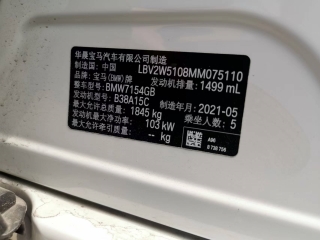 华晨宝马汽车有限公司制造
制造国: 中国 LBV2W5108MM075110
品牌: 宝马(BMW)牌 发动机排量: 1499 mL
整车型号: BMW7154GB
发动机型号: B38A15C 制造年月: 2021-05
最大允许总质量: 1845 kg 乘坐人数: 5
发动机最大净功率: 103 kW
最大允许牵引质量: -- kg